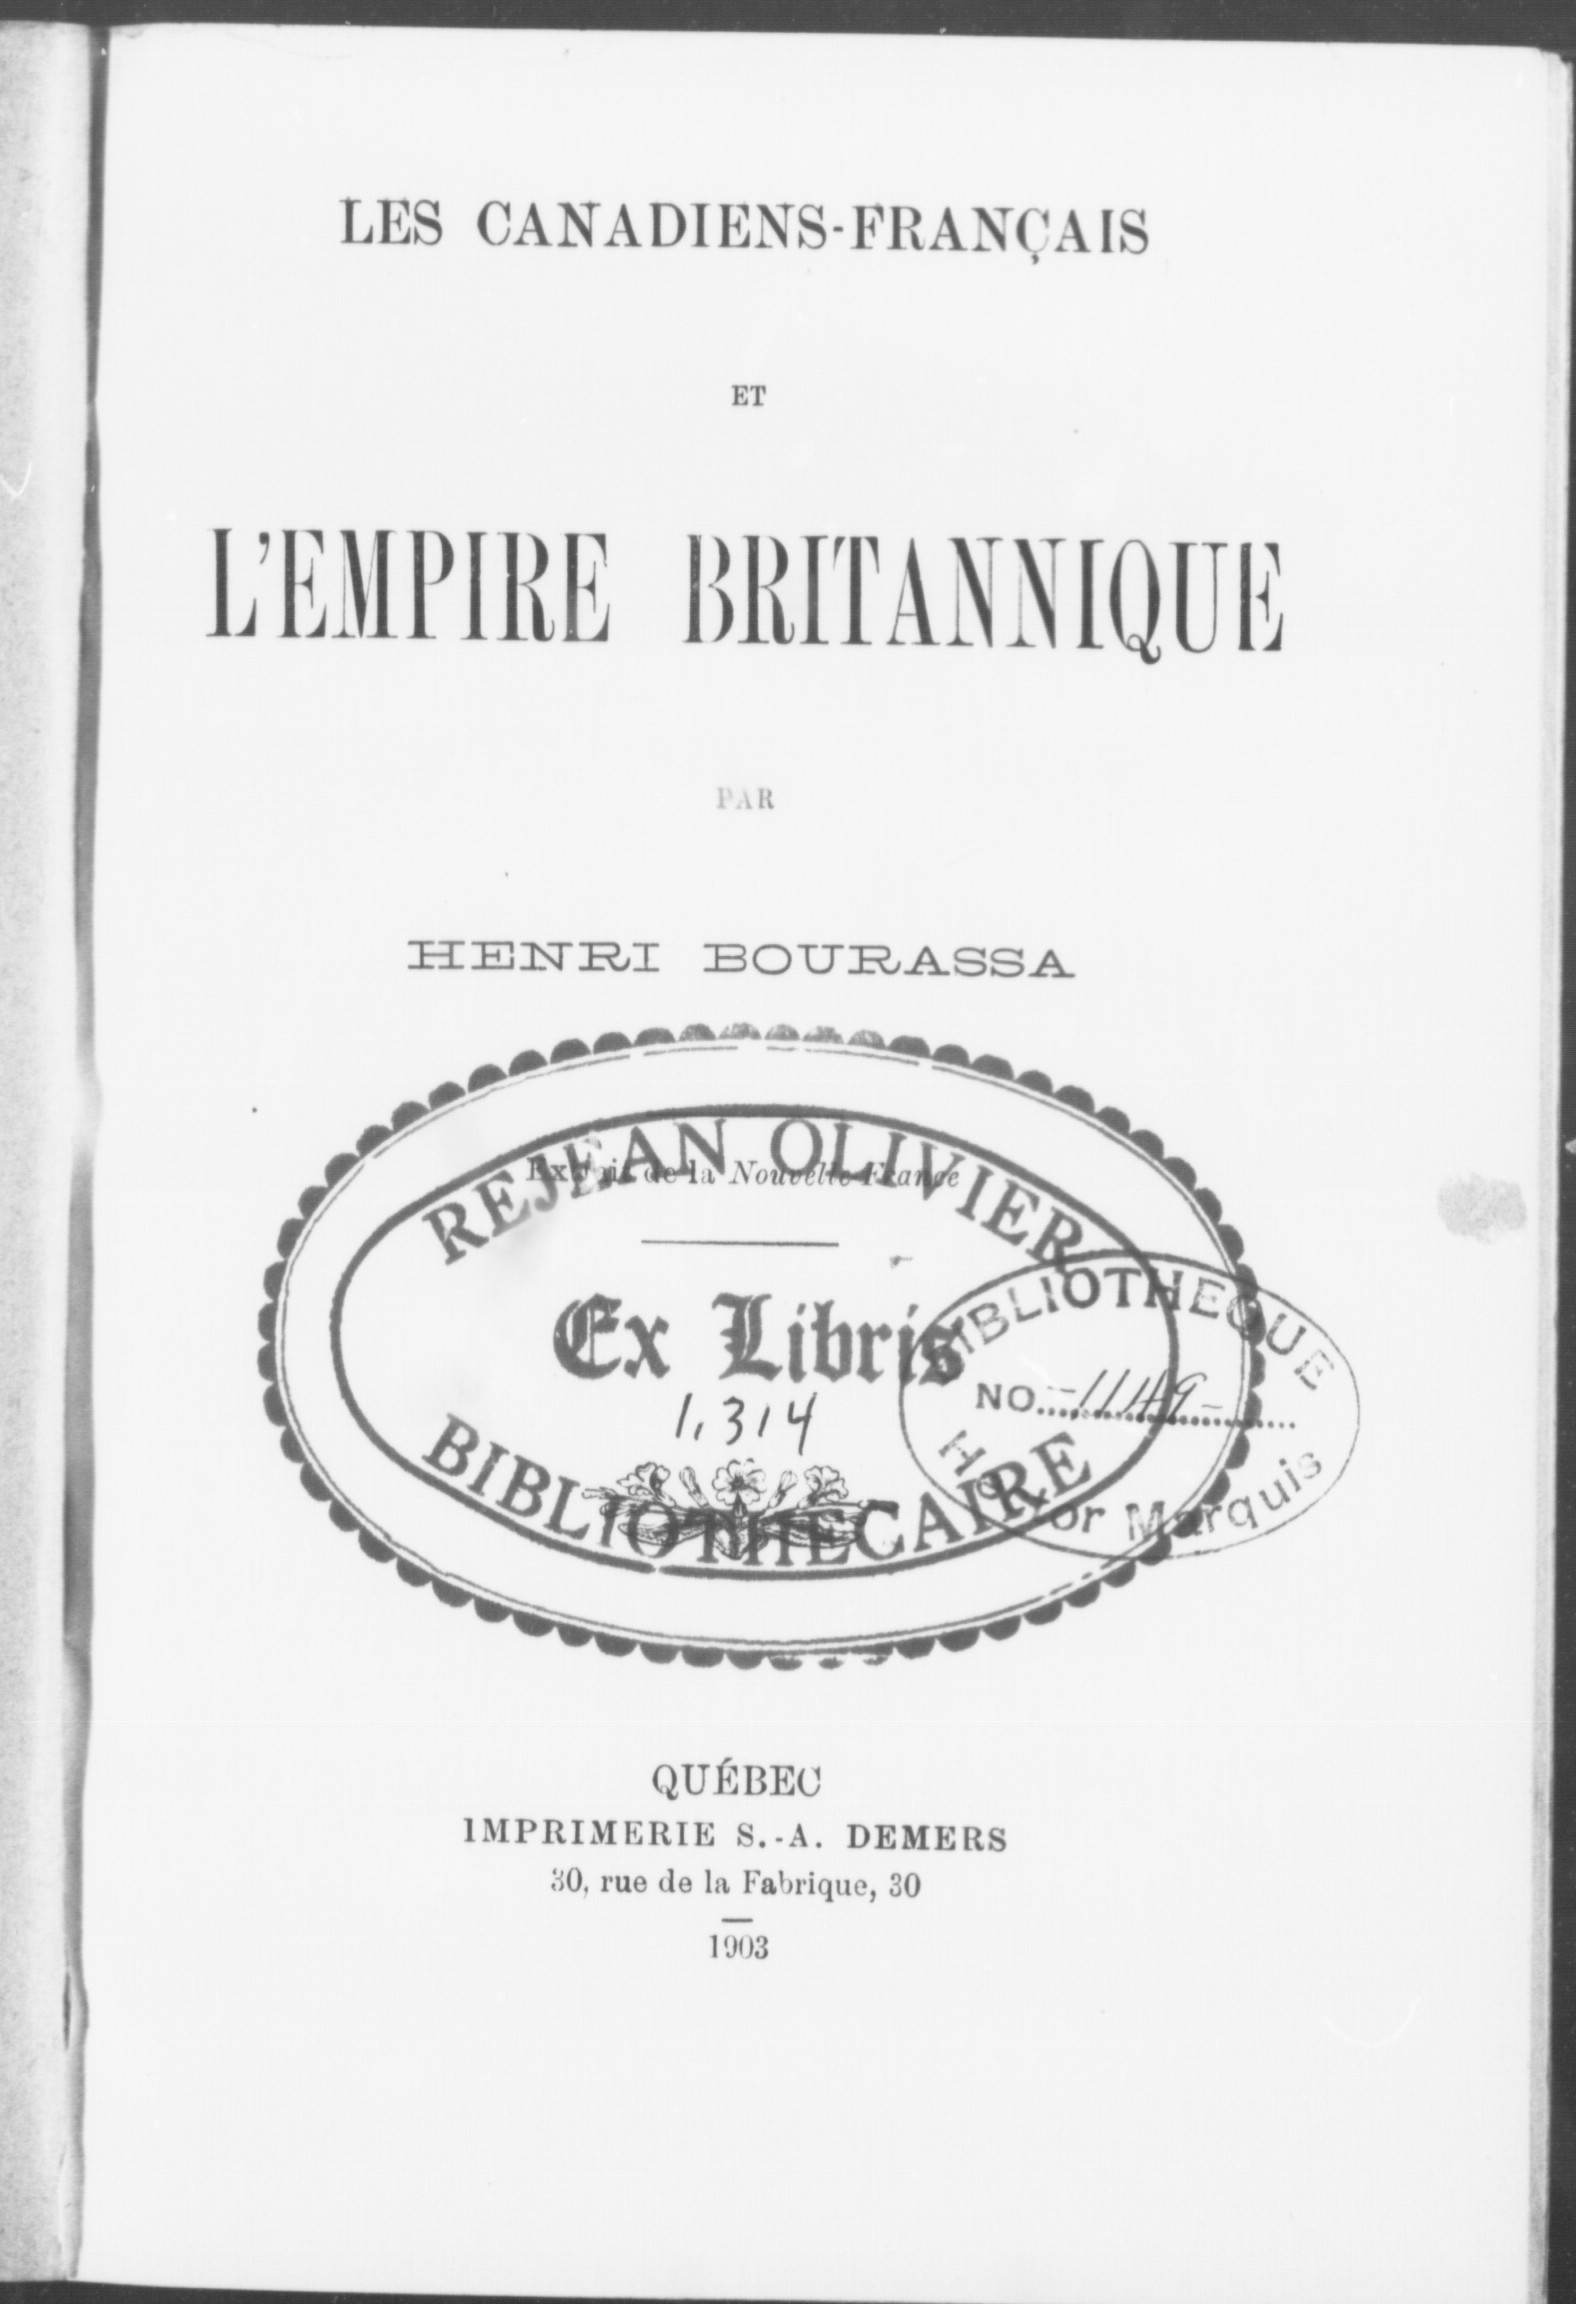 LES CANADIENS-FRANÇAIS
ET
L'EMPIRE BRITANNIQUE
PAR
HENRI BOURASSA
Extrait de la Nouvelle-France
REJEAN OLIVIER
Ex Libris
1,314
BIBLIOTHECAIRE
BIBLIOTHEQUE
NO. -1149-
Marquis
QUÉBEC
IMPRIMERIE S.-A. DEMERS
30, rue de la Fabrique, 30
1903